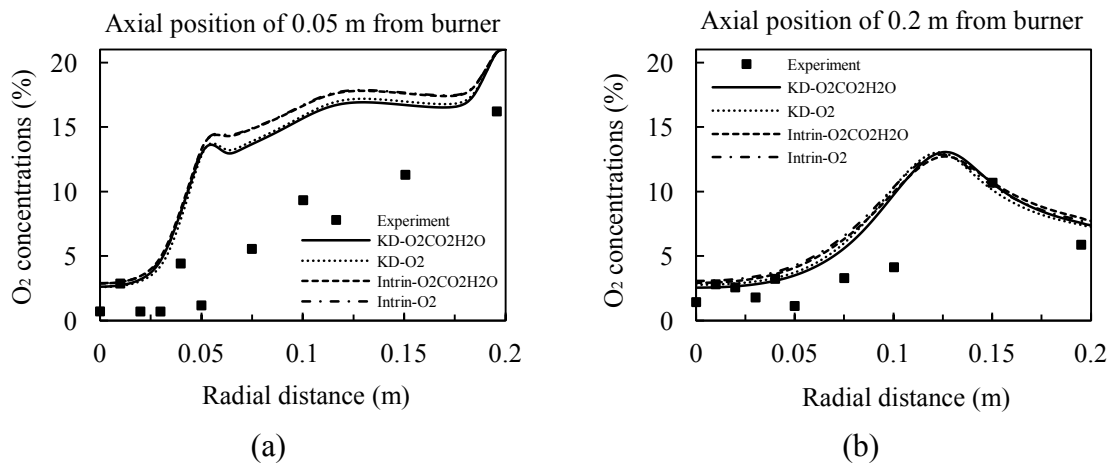 Axial position of 0.05 m from burner
O2 concentrations (%)
20
15
10
5
0
Experiment
KD-O2CO2H2O
KD-O2
Intrin-O2CO2H2O
Intrin-O2
0 0.05 0.1 0.15 0.2
Radial distance (m)
(a)
Axial position of 0.2 m from burner
O2 concentrations (%)
20
15
10
5
0
Experiment
KD-O2CO2H2O
KD-O2
Intrin-O2CO2H2O
Intrin-O2
0 0.05 0.1 0.15 0.2
Radial distance (m)
(b)